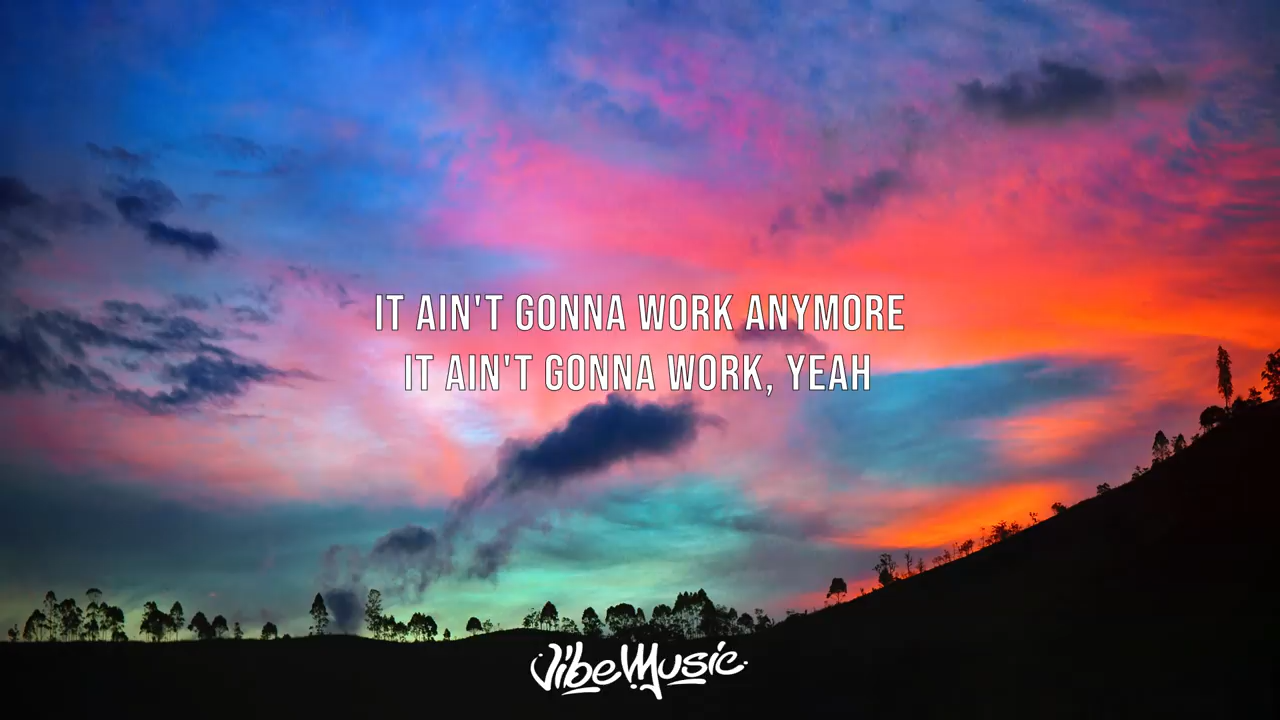 IT AIN'T GONNA WORK ANYMORE
IT AIN'T GONNA WORK, YEAH
VibeMusic